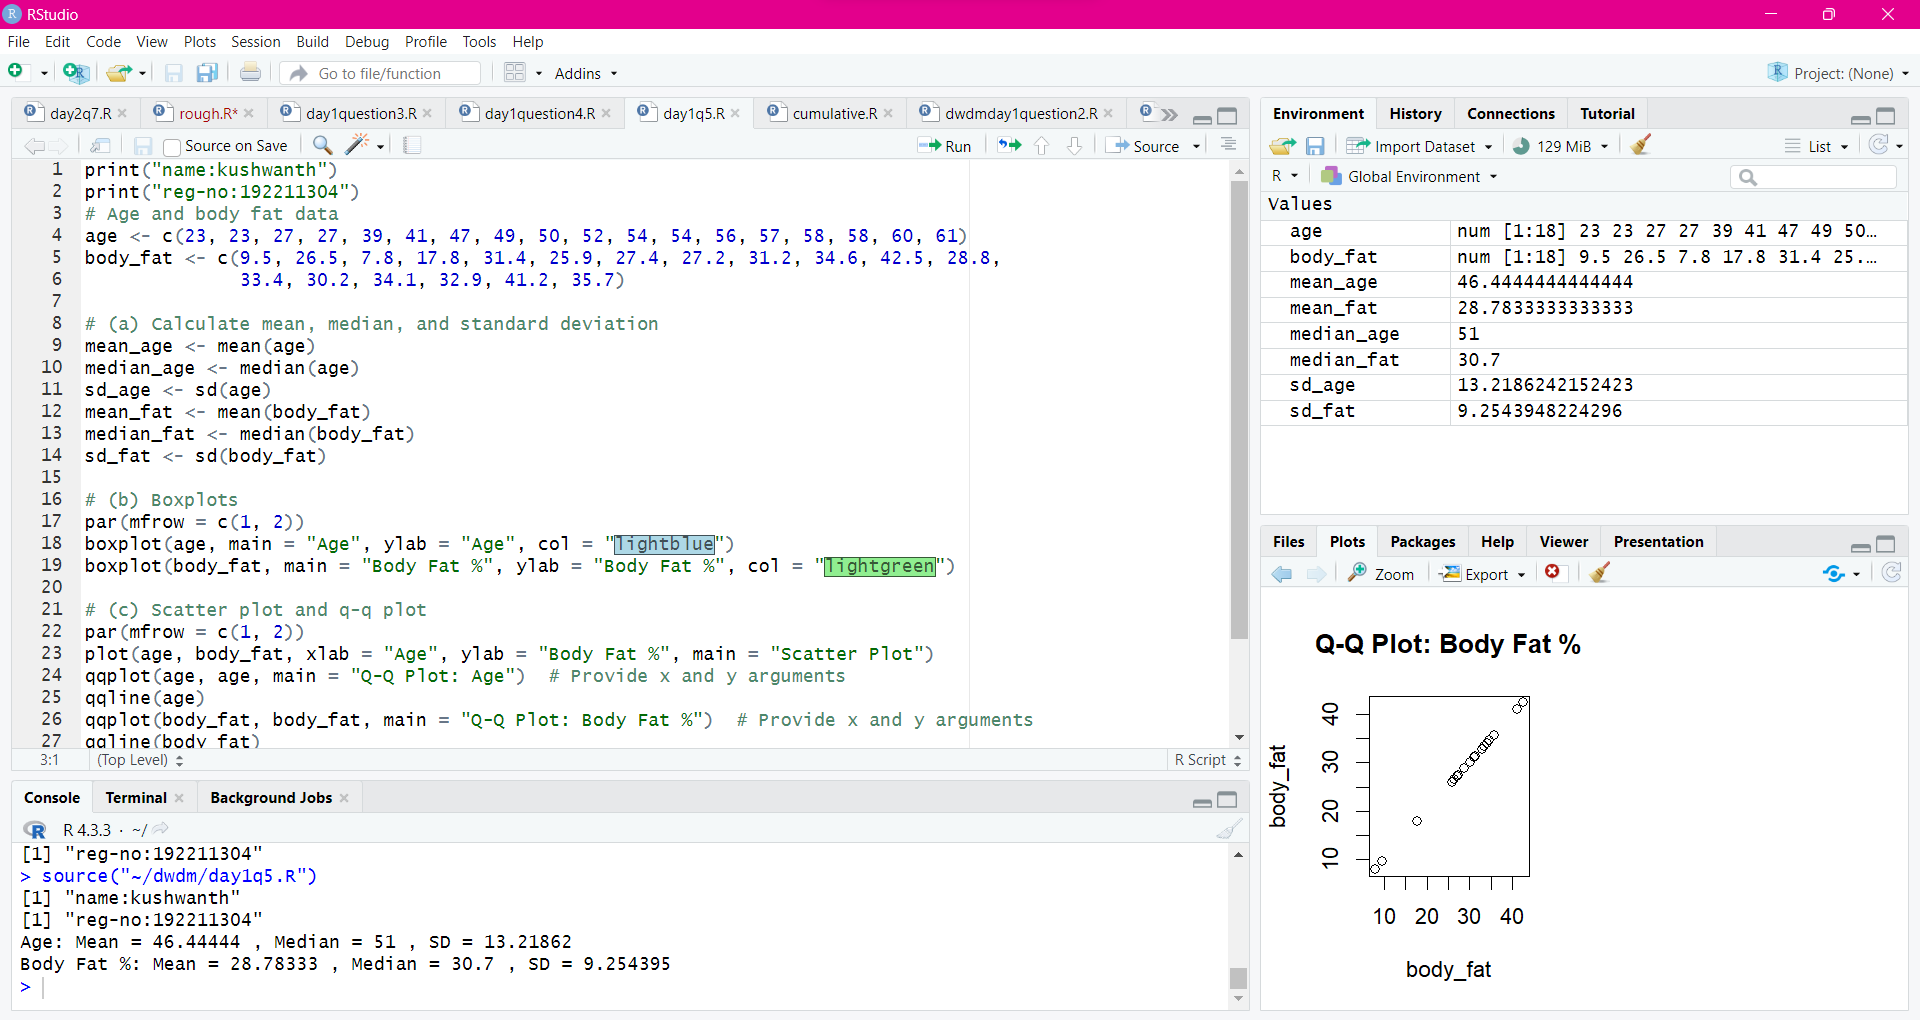 RStudio
File Edit Code View Plots Session Build Debug Profile Tools Help
Go to file/function Addins Project: (None)
day2q7.R rough.R* day1question3.R day1question4.R day1q5.R cumulative.R dwdmday1question2.R
Source on Save Run Source
1 print("name:kushwanth")
2 print("reg-no:192211304")
3 # Age and body fat data
4 age <- c(23, 23, 27, 27, 39, 41, 47, 49, 50, 52, 54, 54, 56, 57, 58, 58, 60, 61)
5 body_fat <- c(9.5, 26.5, 7.8, 17.8, 31.4, 25.9, 27.4, 27.2, 31.2, 34.6, 42.5, 28.8,
6 33.4, 30.2, 34.1, 32.9, 41.2, 35.7)
7
8 # (a) Calculate mean, median, and standard deviation
9 mean_age <- mean(age)
10 median_age <- median(age)
11 sd_age <- sd(age)
12 mean_fat <- mean(body_fat)
13 median_fat <- median(body_fat)
14 sd_fat <- sd(body_fat)
15
16 # (b) Boxplots
17 par(mfrow = c(1, 2))
18 boxplot(age, main = "Age", ylab = "Age", col = "lightblue")
19 boxplot(body_fat, main = "Body Fat %", ylab = "Body Fat %", col = "lightgreen")
20
21 # (c) Scatter plot and q-q plot
22 par(mfrow = c(1, 2))
23 plot(age, body_fat, xlab = "Age", ylab = "Body Fat %", main = "Scatter Plot")
24 qqplot(age, age, main = "Q-Q Plot: Age") # Provide x and y arguments
25 qqline(age)
26 qqplot(body_fat, body_fat, main = "Q-Q Plot: Body Fat %") # Provide x and y arguments
27 qqline(body_fat)
3:1 (Top Level) R Script
Console Terminal Background Jobs
R 4.3.3 · ~/
[1] "reg-no:192211304"
> source("~/dwdm/day1q5.R")
[1] "name:kushwanth"
[1] "reg-no:192211304"
Age: Mean = 46.44444 , Median = 51 , SD = 13.21862
Body Fat %: Mean = 28.78333 , Median = 30.7 , SD = 9.254395
>
Environment History Connections Tutorial
Import Dataset 129 MiB List
R Global Environment
Values
age num [1:18] 23 23 27 27 39 41 47 49 50…
body_fat num [1:18] 9.5 26.5 7.8 17.8 31.4 25.…
mean_age 46.4444444444444
mean_fat 28.7833333333333
median_age 51
median_fat 30.7
sd_age 13.2186242152423
sd_fat 9.2543948224296
Files Plots Packages Help Viewer Presentation
Zoom Export
Q-Q Plot: Body Fat %
body_fat
40
30
20
10
10 20 30 40
body_fat